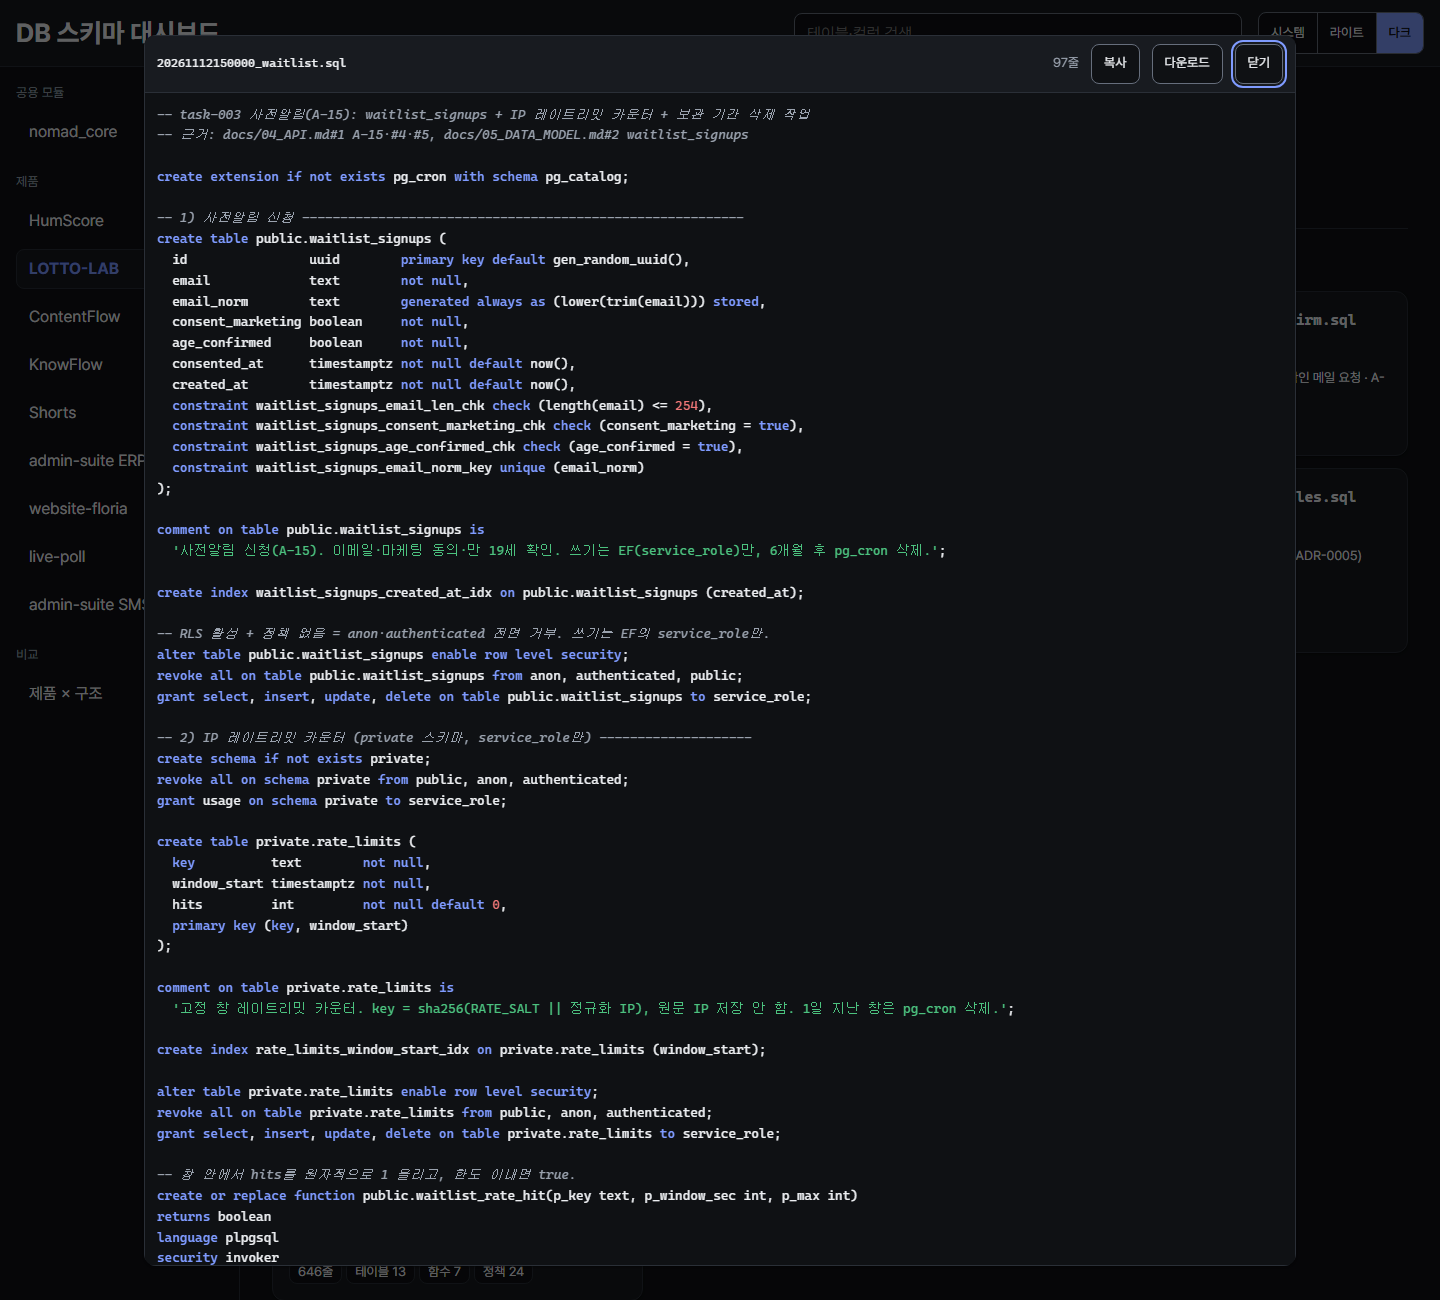 DB 스키마 대시보드
테이블·컬럼 검색
시스템
라이트
다크
공용 모듈
nomad_core
제품
HumScore
LOTTO-LAB
ContentFlow
KnowFlow
Shorts
admin-suite ERP
website-floria
live-poll
admin-suite SMS
비교
제품 × 구조
20261112150000_waitlist.sql
97줄
복사
다운로드
닫기
-- task-003 사전알림(A-15): waitlist_signups + IP 레이트리밋 카운터 + 보관 기간 삭제 작업
-- 근거: docs/04_API.md#1 A-15·#4·#5, docs/05_DATA_MODEL.md#2 waitlist_signups
create extension if not exists pg_cron with schema pg_catalog;
-- 1) 사전알림 신청 ----------------------------------------------------------
create table public.waitlist_signups (
id uuid primary key default gen_random_uuid(),
email text not null,
email_norm text generated always as (lower(trim(email))) stored,
consent_marketing boolean not null,
age_confirmed boolean not null,
consented_at timestamptz not null default now(),
created_at timestamptz not null default now(),
constraint waitlist_signups_email_len_chk check (length(email) <= 254),
constraint waitlist_signups_consent_marketing_chk check (consent_marketing = true),
constraint waitlist_signups_age_confirmed_chk check (age_confirmed = true),
constraint waitlist_signups_email_norm_key unique (email_norm)
);
comment on table public.waitlist_signups is
'사전알림 신청(A-15). 이메일·마케팅 동의·만 19세 확인. 쓰기는 EF(service_role)만, 6개월 후 pg_cron 삭제.';
create index waitlist_signups_created_at_idx on public.waitlist_signups (created_at);
-- RLS 활성 + 정책 없음 = anon·authenticated 전면 거부. 쓰기는 EF의 service_role만.
alter table public.waitlist_signups enable row level security;
revoke all on table public.waitlist_signups from anon, authenticated, public;
grant select, insert, update, delete on table public.waitlist_signups to service_role;
-- 2) IP 레이트리밋 카운터 (private 스키마, service_role만) --------------------
create schema if not exists private;
revoke all on schema private from public, anon, authenticated;
grant usage on schema private to service_role;
create table private.rate_limits (
key text not null,
window_start timestamptz not null,
hits int not null default 0,
primary key (key, window_start)
);
comment on table private.rate_limits is
'고정 창 레이트리밋 카운터. key = sha256(RATE_SALT || 정규화 IP), 원문 IP 저장 안 함. 1일 지난 창은 pg_cron 삭제.';
create index rate_limits_window_start_idx on private.rate_limits (window_start);
alter table private.rate_limits enable row level security;
revoke all on table private.rate_limits from public, anon, authenticated;
grant select, insert, update, delete on table private.rate_limits to service_role;
-- 창 안에서 hits를 원자적으로 1 올리고, 한도 이내면 true.
create or replace function public.waitlist_rate_hit(p_key text, p_window_sec int, p_max int)
returns boolean
language plpgsql
security invoker
irm.sql
확인 메일 요청 · A-
les.sql
ADR-0005)
646줄
테이블 13
함수 7
정책 24